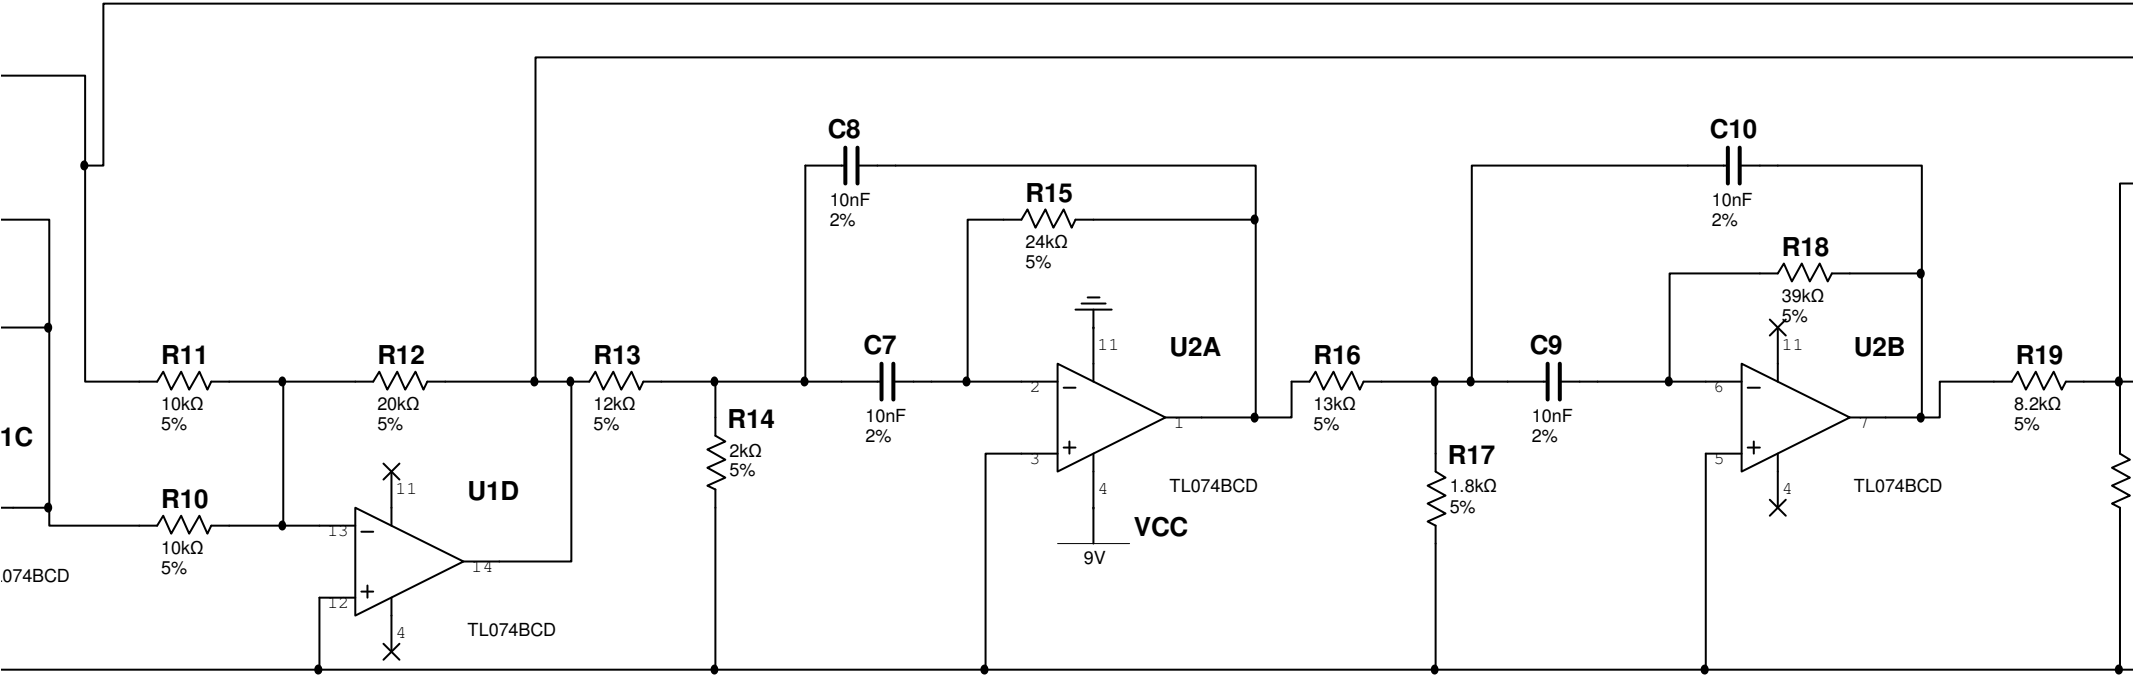 C8
10nF
2%
R15
24kΩ
5%
C10
10nF
2%
R18
39kΩ
5%
R11
10kΩ
5%
R12
20kΩ
5%
R13
12kΩ
5%
R14
2kΩ
5%
C7
10nF
2%
11
U2A
2
3
1
4
TL074BCD
VCC
9V
R16
13kΩ
5%
R17
1.8kΩ
5%
C9
10nF
2%
11
U2B
6
5
7
4
TL074BCD
R19
8.2kΩ
5%
1C
074BCD
R10
10kΩ
5%
11
U1D
13
12
14
4
TL074BCD